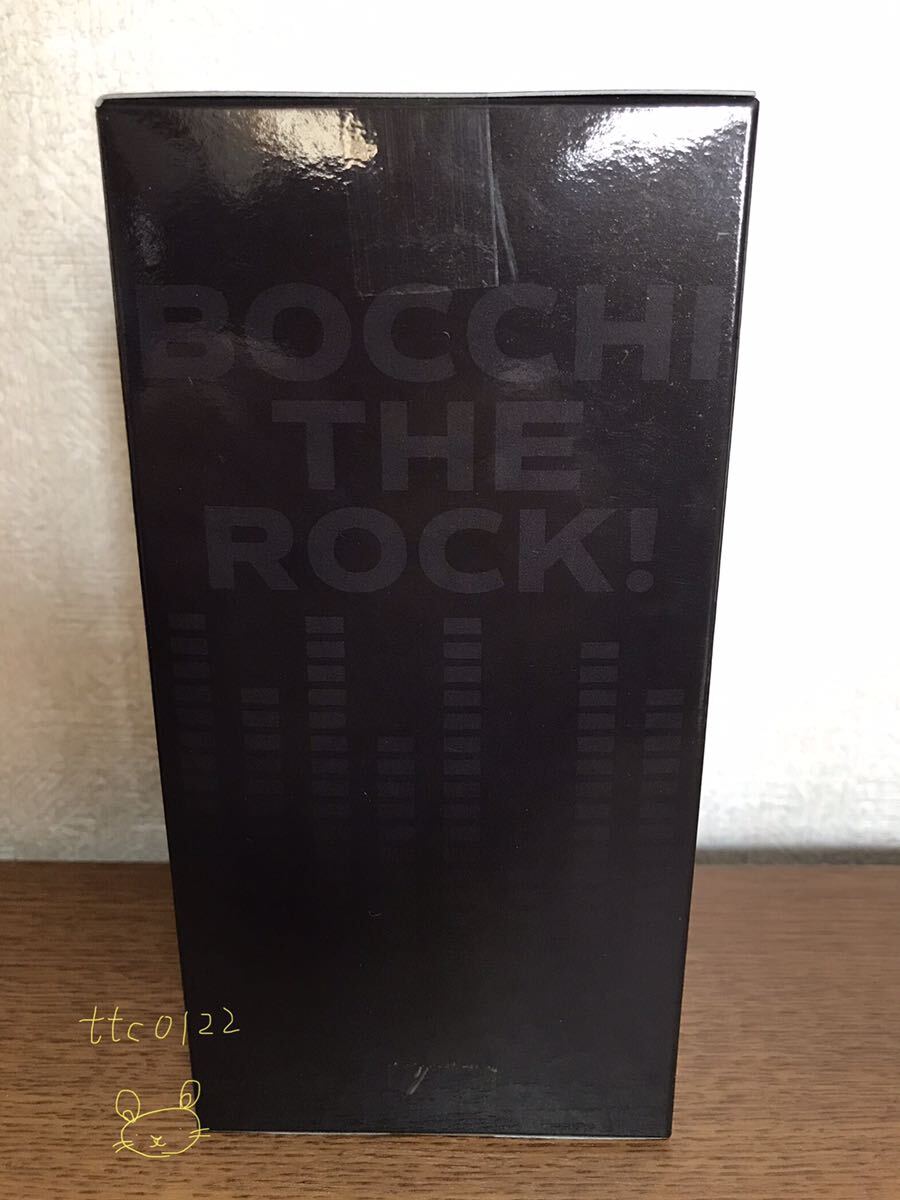 BOCCHI
THE
ROCK!
ttc0122